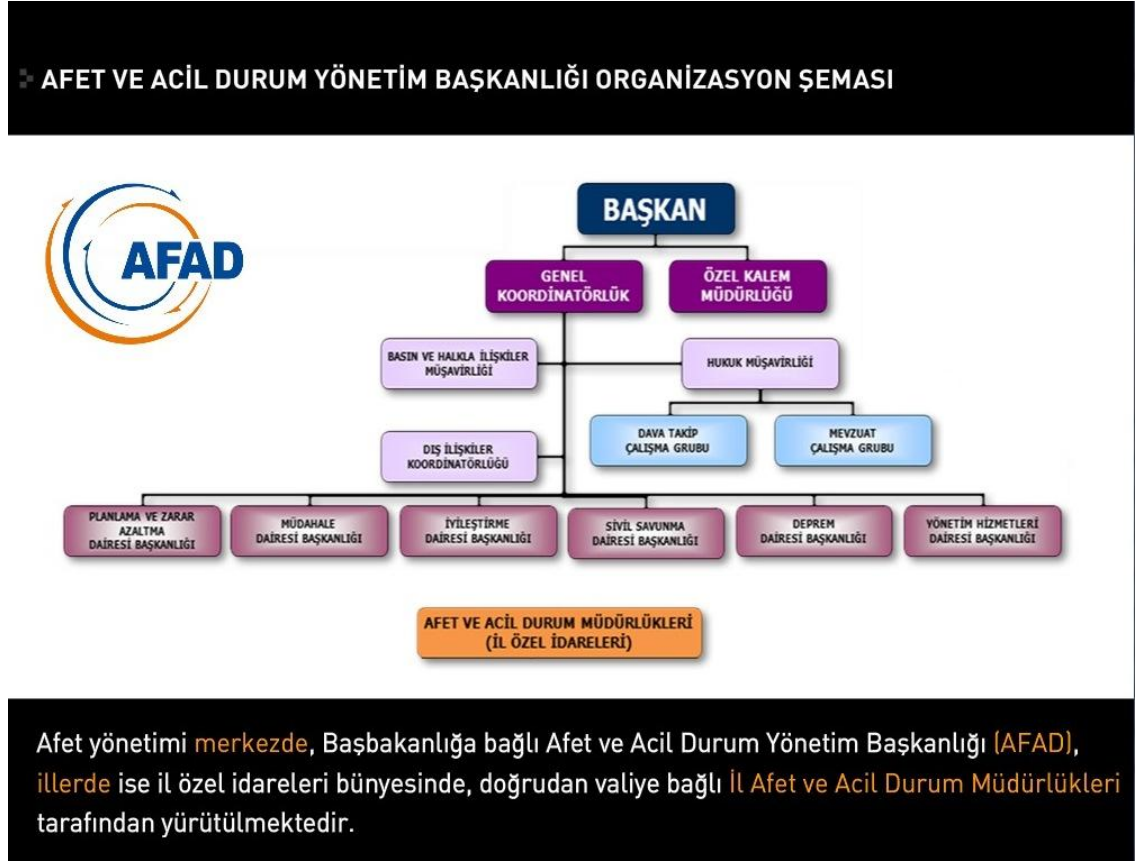 AFET VE ACİL DURUM YÖNETİM BAŞKANLIĞI ORGANİZASYON ŞEMASI
AFAD
BAŞKAN
GENEL
KOORDİNATÖRLÜK
ÖZEL KALEM
MÜDÜRLÜĞÜ
BASIN VE HALKLA İLİŞKİLER
MÜŞAVİRLİĞİ
HUKUK MÜŞAVİRLİĞİ
DAVA TAKİP
ÇALIŞMA GRUBU
MEVZUAT
ÇALIŞMA GRUBU
DIŞ İLİŞKİLER
KOORDİNATÖRLÜĞÜ
PLANLAMA VE ZARAR
AZALTMA
DAİRESİ BAŞKANLIĞI
MÜDAHALE
DAİRESİ BAŞKANLIĞI
İYİLEŞTİRME
DAİRESİ BAŞKANLIĞI
SİVİL SAVUNMA
DAİRESİ BAŞKANLIĞI
DEPREM
DAİRESİ BAŞKANLIĞI
YÖNETİM HİZMETLERİ
DAİRESİ BAŞKANLIĞI
AFET VE ACİL DURUM MÜDÜRLÜKLERİ
(İL ÖZEL İDARELERİ)
Afet yönetimi merkezde, Başbakanlığa bağlı Afet ve Acil Durum Yönetim Başkanlığı (AFAD),
illerde ise il özel idareleri bünyesinde, doğrudan valiye bağlı İl Afet ve Acil Durum Müdürlükleri
tarafından yürütülmektedir.